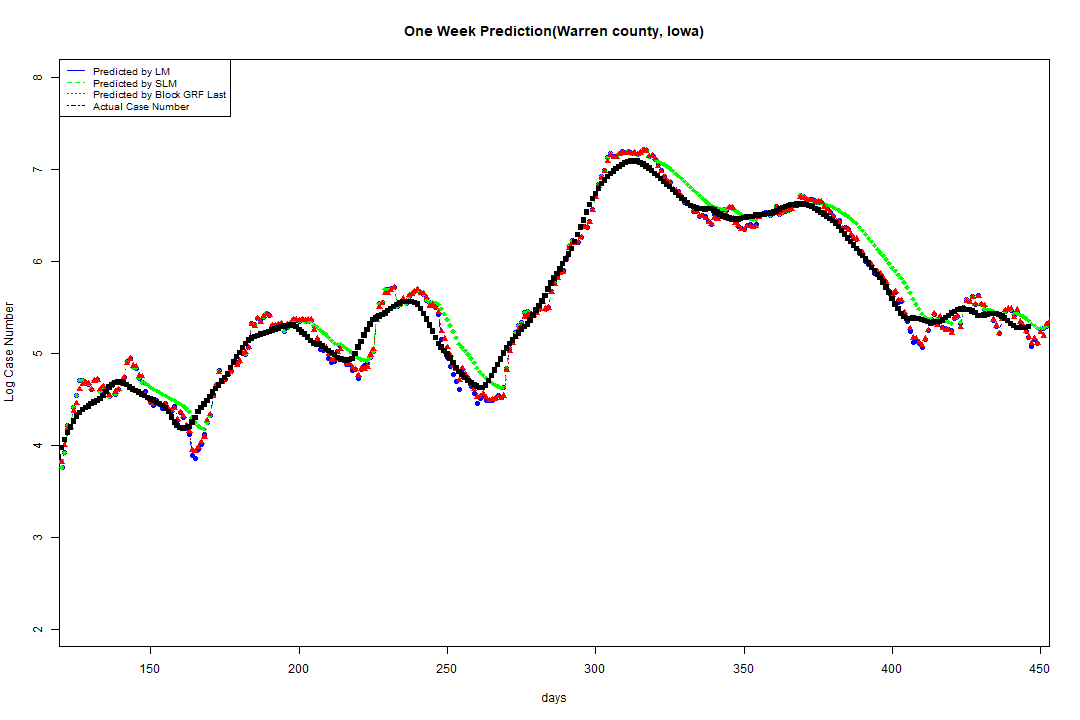 One Week Prediction(Warren county, Iowa)
Predicted by LM
Predicted by SLM
Predicted by Block GRF Last
Actual Case Number
Log Case Number
8
7
6
5
4
3
2
150 200 250 300 350 400 450
days